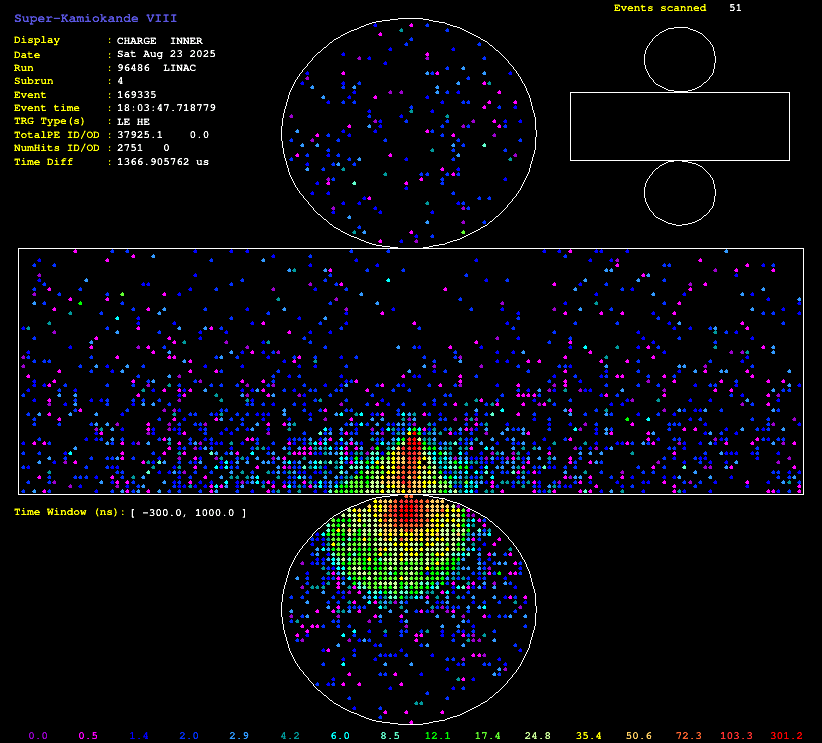 Super-Kamiokande VIII
Events scanned 51
Display : CHARGE INNER
Date : Sat Aug 23 2025
Run : 96486 LINAC
Subrun : 4
Event : 169335
Event time : 18:03:47.718779
TRG Type(s) : LE HE
TotalPE ID/OD : 37925.1 0.0
NumHits ID/OD : 2751 0
Time Diff : 1366.905762 us
Time Window (ns): [ -300.0, 1000.0 ]
0.0 0.5 1.4 2.0 2.9 4.2 6.0 8.5 12.1 17.4 24.8 35.4 50.6 72.3 103.3 301.2